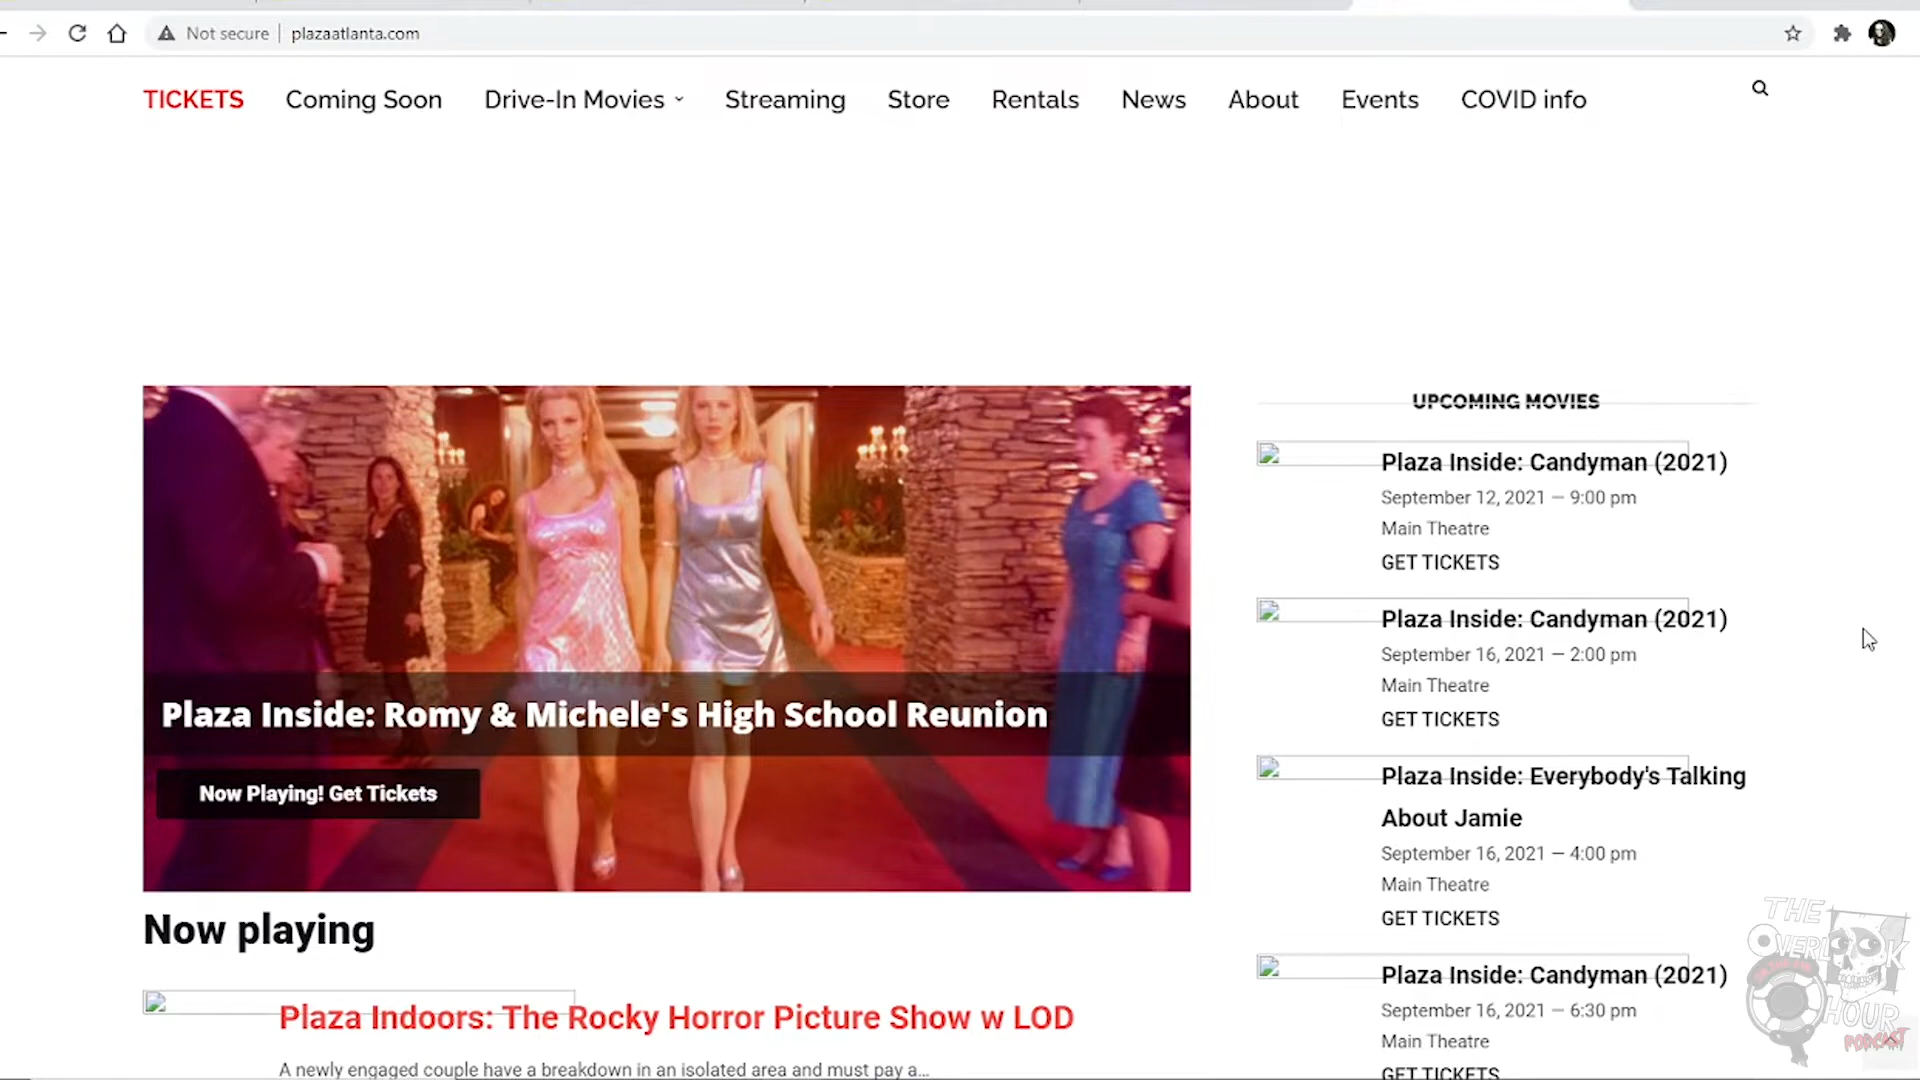 Not secure
plazaatlanta.com
TICKETS
Coming Soon
Drive-In Movies
Streaming
Store
Rentals
News
About
Events
COVID info
Plaza Inside: Romy & Michele's High School Reunion
Now Playing! Get Tickets
Now playing
Plaza Indoors: The Rocky Horror Picture Show w LOD
A newly engaged couple have a breakdown in an isolated area and must pay a...
UPCOMING MOVIES
Plaza Inside: Candyman (2021)
September 12, 2021 — 9:00 pm
Main Theatre
GET TICKETS
Plaza Inside: Candyman (2021)
September 16, 2021 — 2:00 pm
Main Theatre
GET TICKETS
Plaza Inside: Everybody's Talking
About Jamie
September 16, 2021 — 4:00 pm
Main Theatre
GET TICKETS
Plaza Inside: Candyman (2021)
September 16, 2021 — 6:30 pm
Main Theatre
GET TICKETS
THE
OVERLOOK
HOUR
PODCAST